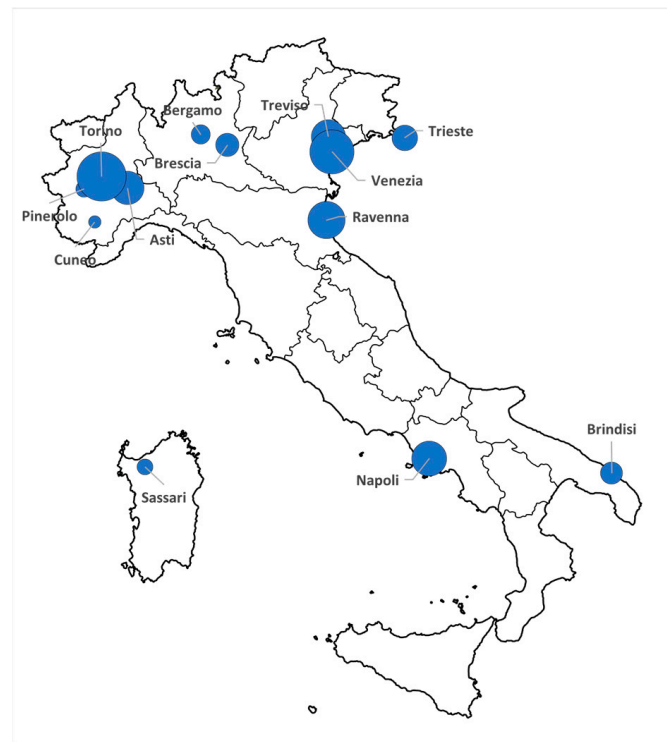 Treviso
Bergamo
Torino
Trieste
Brescia
Venezia
Pinerolo
Ravenna
Asti
Cuneo
Brindisi
Napoli
Sassari